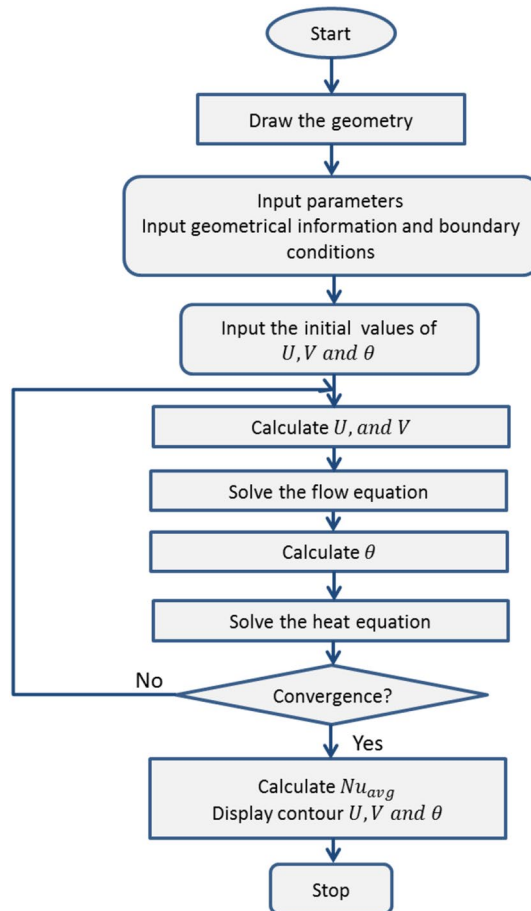 Start
Draw the geometry
Input parameters
Input geometrical information and boundary
conditions
Input the initial values of
U, V and θ
Calculate U, and V
Solve the flow equation
Calculate θ
Solve the heat equation
No
Convergence?
Yes
Calculate Nu_avg
Display contour U, V and θ
Stop